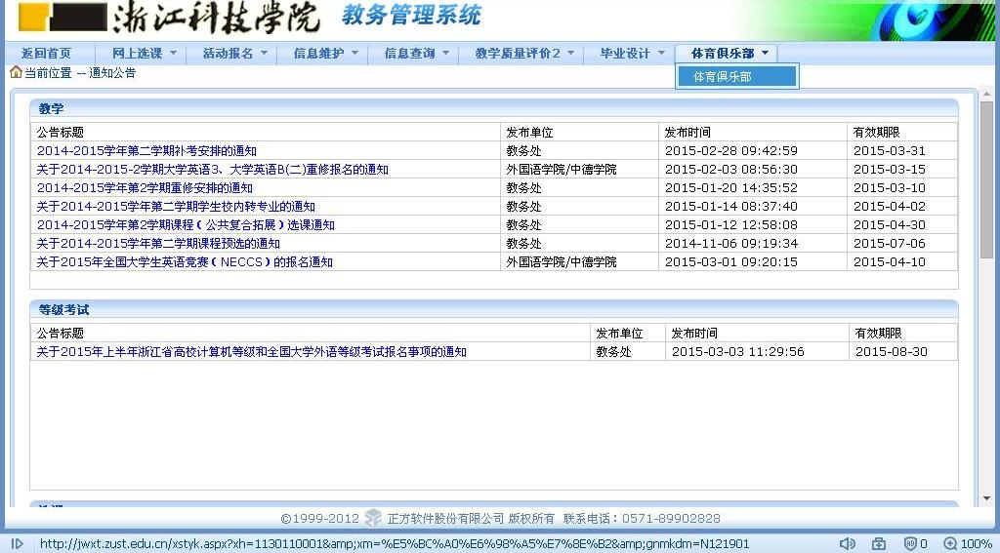 浙江科技學院 教务管理系统
返回首页 网上选课 活动报名 信息维护 信息查询 教学质量评价2 毕业设计 体育俱乐部
当前位置 -- 通知公告 体育俱乐部
教学
公告标题 发布单位 发布时间 有效期限
2014-2015学年第二学期补考安排的通知 教务处 2015-02-28 09:42:59 2015-03-31
关于2014-2015-2学期大学英语3、大学英语B(二)重修报名的通知 外国语学院/中德学院 2015-02-03 08:56:30 2015-03-15
2014-2015学年第2学期重修安排的通知 教务处 2015-01-20 14:35:52 2015-03-10
关于2014-2015学年第二学期学生校内转专业的通知 教务处 2015-01-14 08:37:40 2015-04-02
2014-2015学年第2学期课程（公共复合拓展）选课通知 教务处 2015-01-12 12:58:08 2015-04-30
关于2014-2015学年第二学期课程预选的通知 教务处 2014-11-06 09:19:34 2015-07-06
关于2015年全国大学生英语竞赛（NECCS）的报名通知 外国语学院/中德学院 2015-03-01 09:20:15 2015-04-10
等级考试
公告标题 发布单位 发布时间 有效期限
关于2015年上半年浙江省高校计算机等级和全国大学外语等级考试报名事项的通知 教务处 2015-03-03 11:29:56 2015-08-30
©1999-2012 正方软件股份有限公司 版权所有 联系电话：0571-89902828
http://jwxt.zust.edu.cn/xstyk.aspx?xh=1130110001&amp;xm=%E5%BC%A0%E6%98%A5%E7%8E%B2&amp;gnmkdm=N121901 0 100%